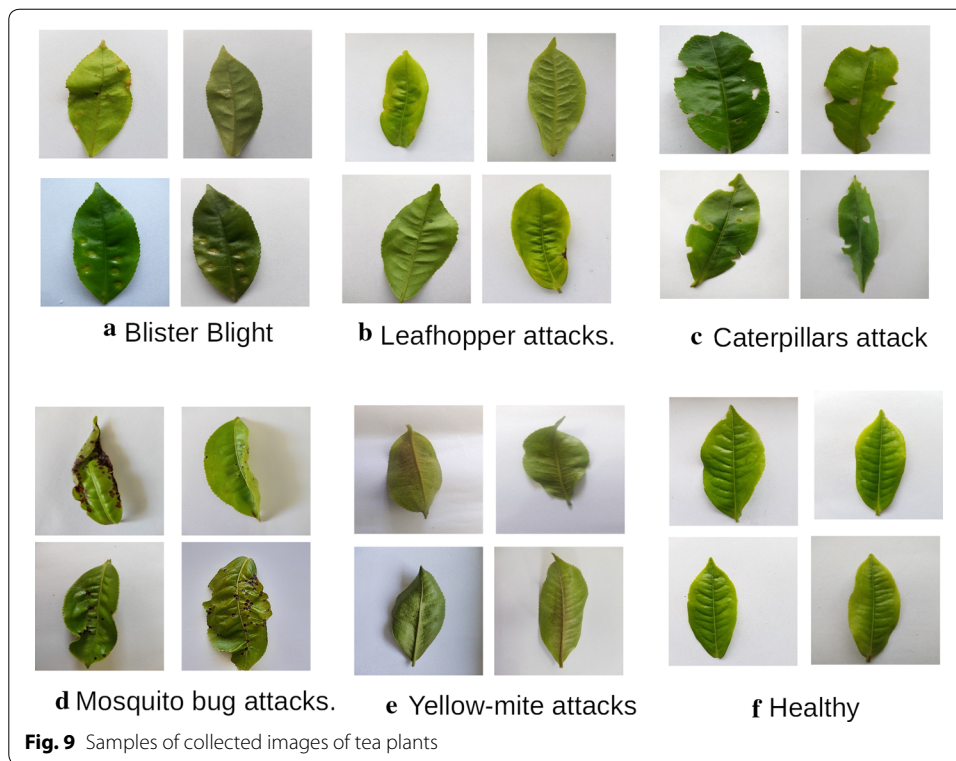 a Blister Blight
b Leafhopper attacks.
c Caterpillars attack
d Mosquito bug attacks.
e Yellow-mite attacks
f Healthy
Fig. 9 Samples of collected images of tea plants